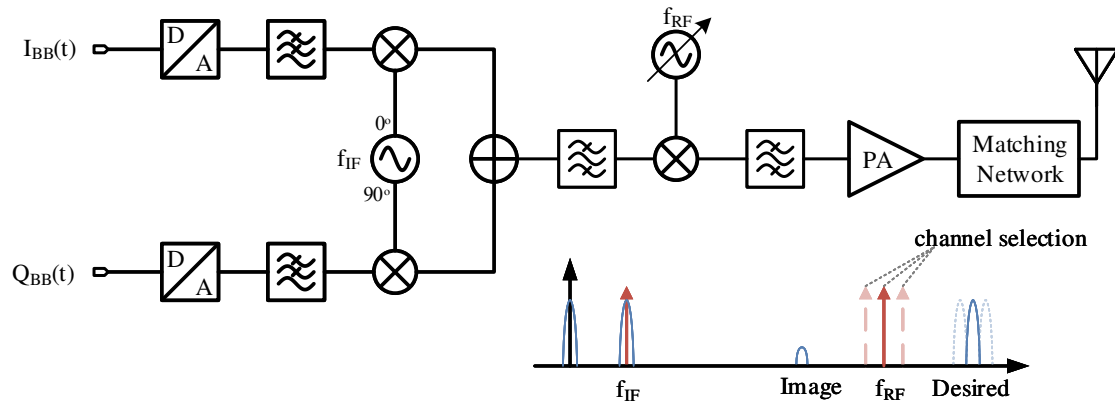 I_BB(t)
D
A
0°
f_IF
90°
Q_BB(t)
D
A
f_RF
PA
Matching
Network
channel selection
f_IF
Image
f_RF
Desired